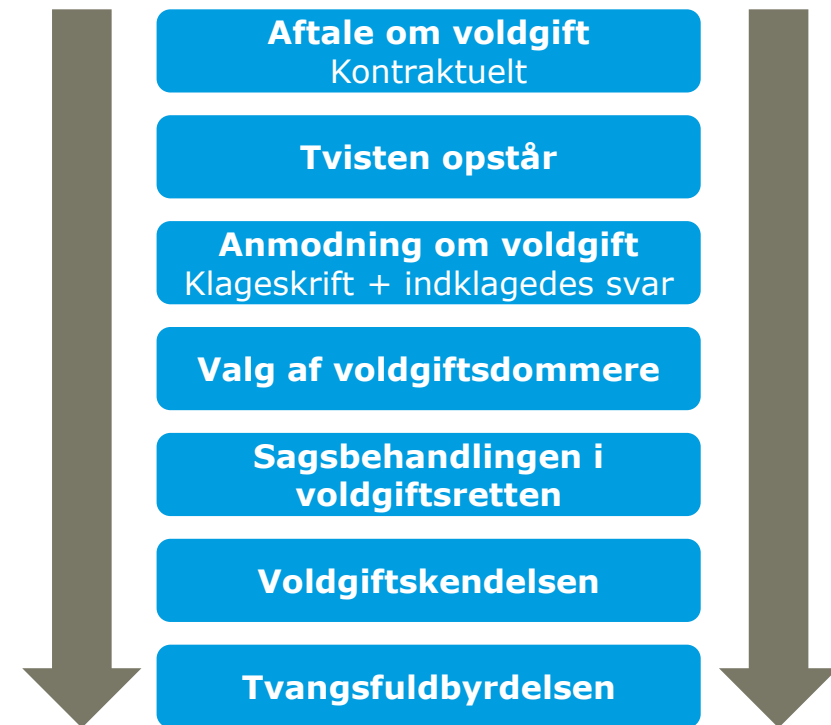 Aftale om voldgift
Kontraktuelt
Tvisten opstår
Anmodning om voldgift
Klageskrift + indklagedes svar
Valg af voldgiftsdommere
Sagsbehandlingen i
voldgiftsretten
Voldgiftskendelsen
Tvangsfuldbyrdelsen